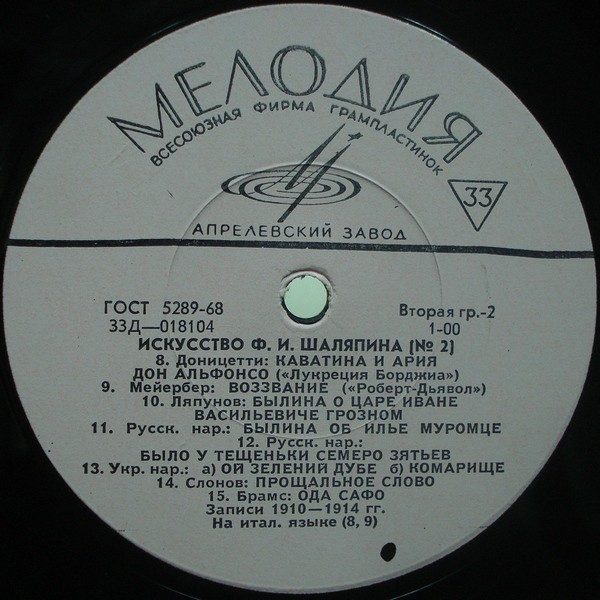 МЕЛОДИЯ
ВСЕСОЮЗНАЯ ФИРМА ГРАМПЛАСТИНОК
33
АПРЕЛЕВСКИЙ ЗАВОД
ГОСТ 5289-68
Вторая гр.-2
33Д—018104
1-00
ИСКУССТВО Ф. И. ШАЛЯПИНА (№ 2)
8. Доницетти: КАВАТИНА И АРИЯ
ДОН АЛЬФОНСО («Лукреция Борджиа»)
9. Мейербер: ВОЗЗВАНИЕ («Роберт-Дьявол»)
10. Ляпунов: БЫЛИНА О ЦАРЕ ИВАНЕ
ВАСИЛЬЕВИЧЕ ГРОЗНОМ
11. Русск. нар.: БЫЛИНА ОБ ИЛЬЕ МУРОМЦЕ
12. Русск. нар.:
БЫЛО У ТЕЩЕНЬКИ СЕМЕРО ЗЯТЬЕВ
13. Укр. нар.: а) ОЙ ЗЕЛЕНИЙ ДУБЕ б) КОМАРИЩЕ
14. Слонов: ПРОЩАЛЬНОЕ СЛОВО
15. Брамс: ОДА САФО
Записи 1910—1914 гг.
На итал. языке (8, 9)